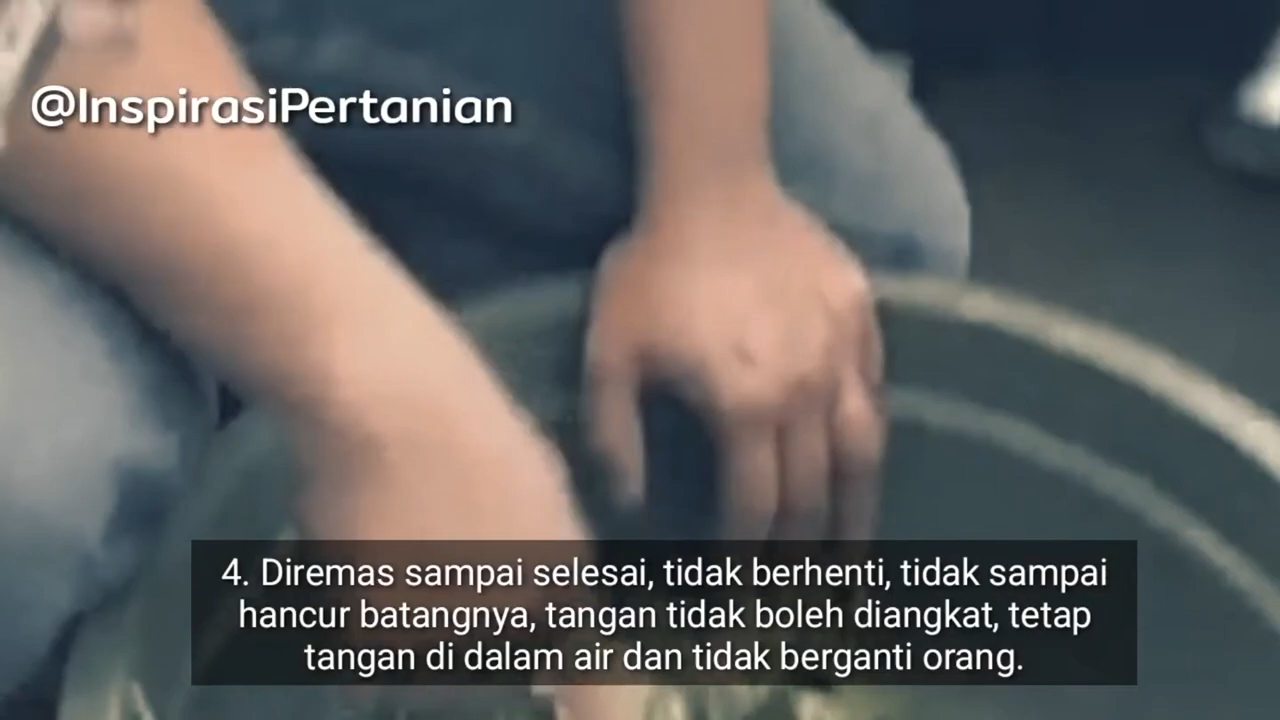 @InspirasiPertanian
4. Diremas sampai selesai, tidak berhenti, tidak sampai
hancur batangnya, tangan tidak boleh diangkat, tetap
tangan di dalam air dan tidak berganti orang.